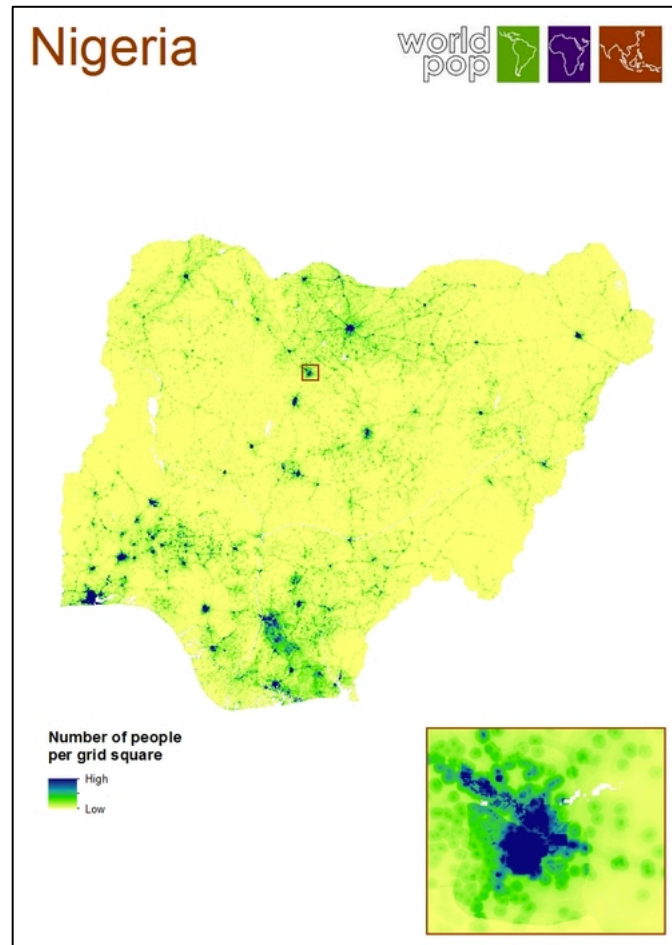 Nigeria
world
pop
Number of people
per grid square
High
Low